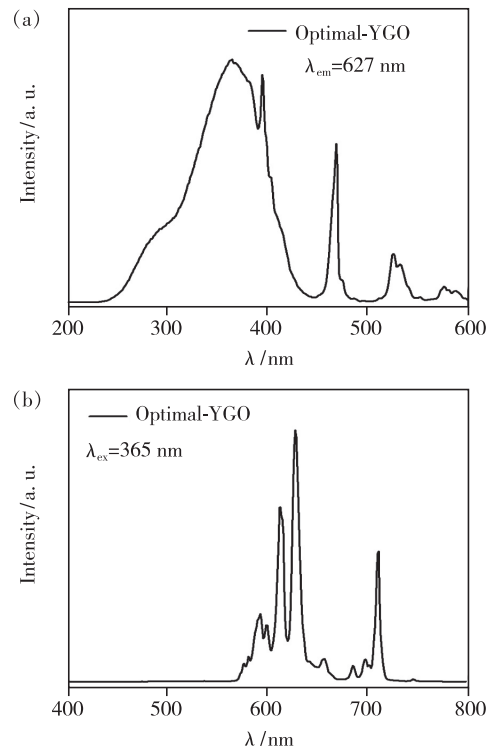 (a)
Optimal-YGO
λem=627 nm
Intensity/a. u.
200 300 400 500 600
λ /nm
(b)
Optimal-YGO
λex=365 nm
Intensity/a. u.
400 500 600 700 800
λ /nm